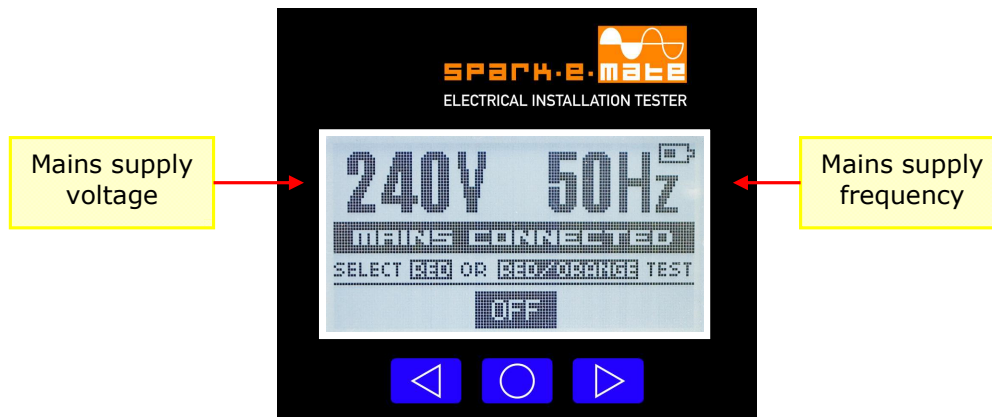 spark·e·mate
ELECTRICAL INSTALLATION TESTER
Mains supply
voltage
240V 50Hz
Mains supply
frequency
MAINS CONNECTED
SELECT RED OR RED/ORANGE TEST
OFF